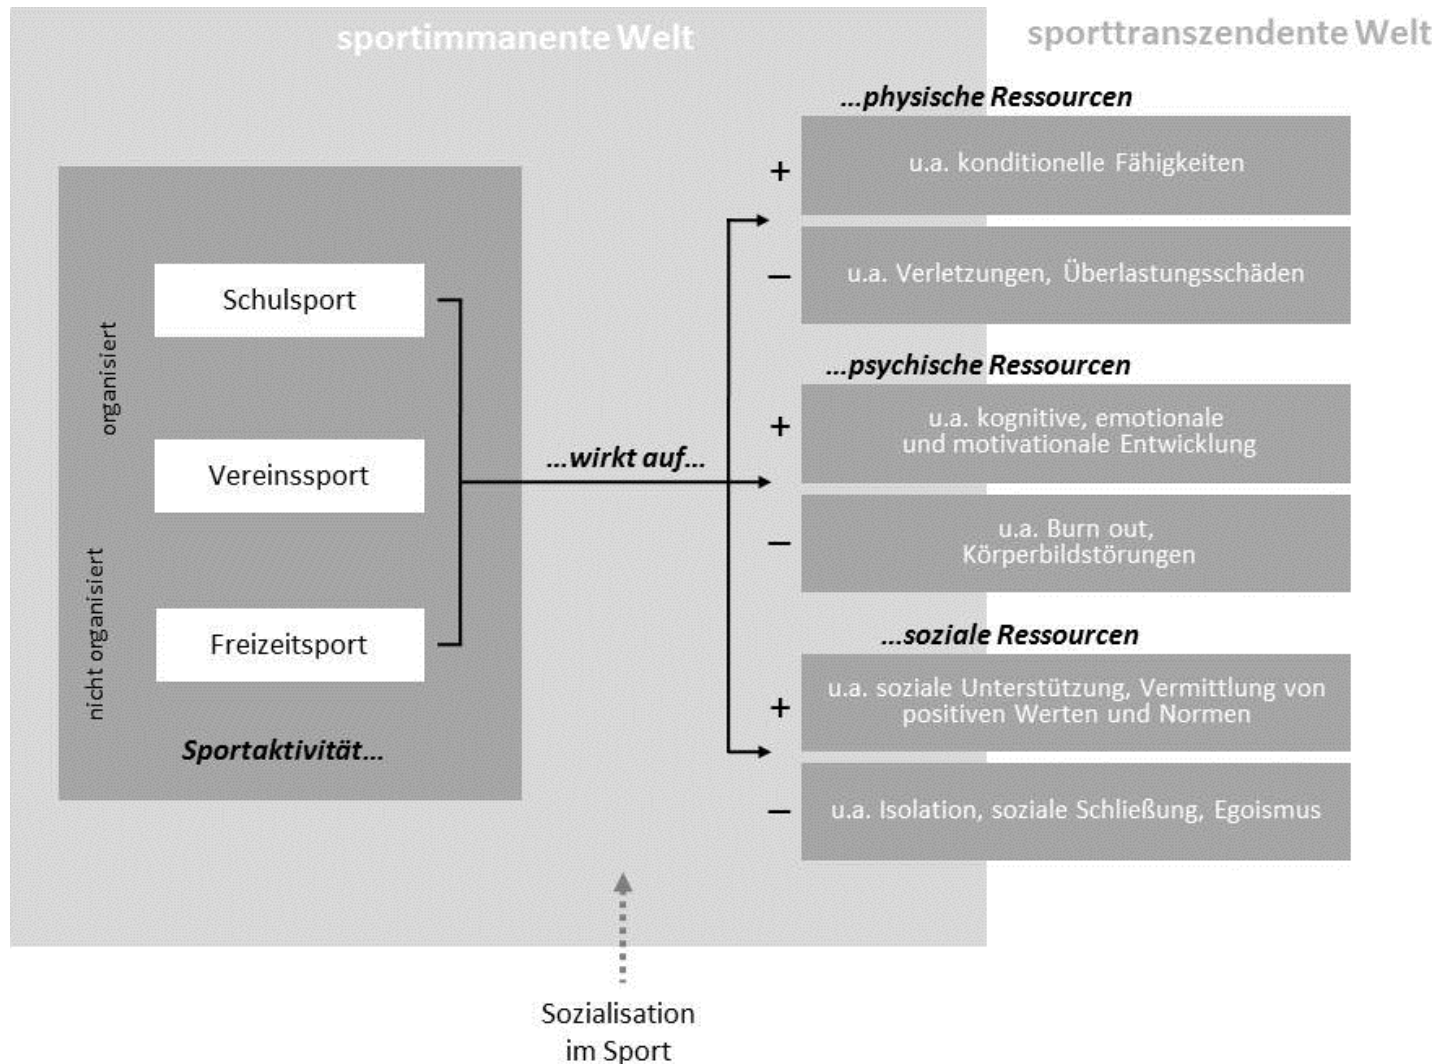 sportimmanente Welt
sporttranszendente Welt
organisiert
nicht organisiert
Schulsport
Vereinssport
Freizeitsport
Sportaktivität...
...wirkt auf...
...physische Ressourcen
+
u.a. konditionelle Fähigkeiten
–
u.a. Verletzungen, Überlastungsschäden
...psychische Ressourcen
+
u.a. kognitive, emotionale
und motivationale Entwicklung
–
u.a. Burn out,
Körperbildstörungen
...soziale Ressourcen
+
u.a. soziale Unterstützung, Vermittlung von
positiven Werten und Normen
–
u.a. Isolation, soziale Schließung, Egoismus
Sozialisation
im Sport